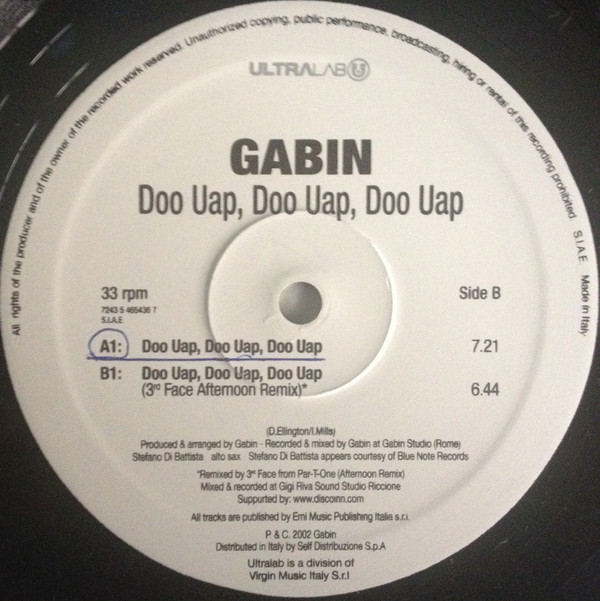 All rights of the producer and of the owner of the recorded work reserved. Unauthorized copying, public performance, broadcasting, hiring or rental of this recording prohibited S.I.A.E. Made in Italy
ULTRALAB U
GABIN
Doo Uap, Doo Uap, Doo Uap
33 rpm
Side B
7243 5 465436 7
S.I.A.E
A1: Doo Uap, Doo Uap, Doo Uap 7.21
B1: Doo Uap, Doo Uap, Doo Uap
(3rd Face Afternoon Remix)* 6.44
(D.Ellington/I.Mills)
Produced & arranged by Gabin - Recorded & mixed by Gabin at Gabin Studio (Rome)
Stefano Di Battista alto sax Stefano Di Battista appears courtesy of Blue Note Records
*Remixed by 3rd Face from Par-T-One (Afternoon Remix)
Mixed & recorded at Gigi Riva Sound Studio Riccione
Suppurted by: www.discoinn.com
All tracks are published by Emi Music Publishing Italia s.r.l.
P & C. 2002 Gabin
Distributed in Italy by Self Distribuzione S.p.A
Ultralab is a division of
Virgin Music Italy S.r.l